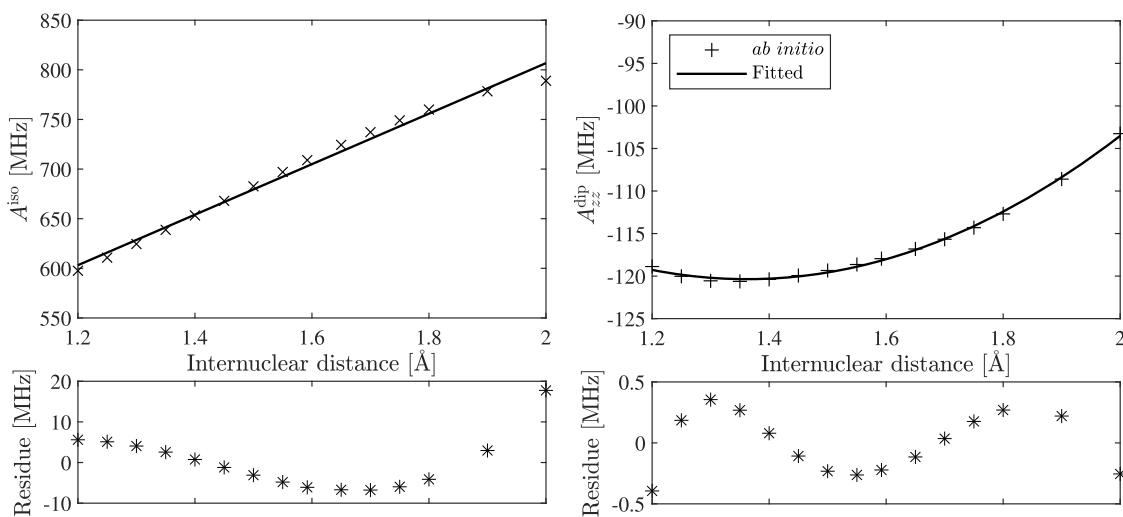 850
800
750
700
650
600
550
A^iso [MHz]
1.2 1.4 1.6 1.8 2
Internuclear distance [Å]
20
10
0
-10
Residue [MHz]
-90
-95
-100
-105
-110
-115
-120
-125
A_zz^dip [MHz]
ab initio
Fitted
1.2 1.4 1.6 1.8 2
Internuclear distance [Å]
0.5
0
-0.5
Residue [MHz]